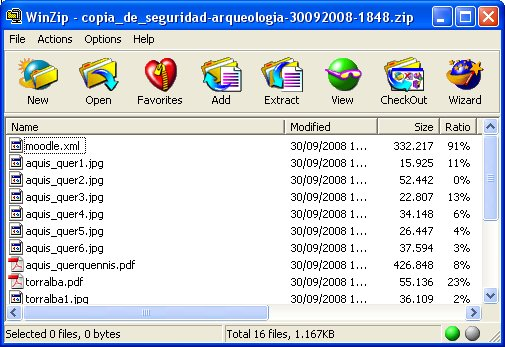 WinZip - copia_de_seguridad-arqueologia-30092008-1848.zip
File Actions Options Help
New Open Favorites Add Extract View CheckOut Wizard
Name Modified Size Ratio
moodle.xml 30/09/2008 1... 332.217 91%
aquis_quer1.jpg 30/09/2008 1... 15.925 11%
aquis_quer2.jpg 30/09/2008 1... 52.442 0%
aquis_quer3.jpg 30/09/2008 1... 22.807 13%
aquis_quer4.jpg 30/09/2008 1... 34.148 6%
aquis_quer5.jpg 30/09/2008 1... 26.447 4%
aquis_quer6.jpg 30/09/2008 1... 37.594 3%
aquis_querquennis.pdf 30/09/2008 1... 426.848 8%
torralba.pdf 30/09/2008 1... 55.136 23%
torralba1.jpg 30/09/2008 1... 36.109 2%
Selected 0 files, 0 bytes Total 16 files, 1.167KB